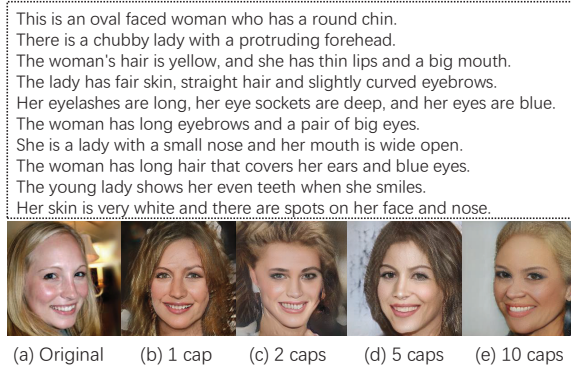 This is an oval faced woman who has a round chin.
There is a chubby lady with a protruding forehead.
The woman's hair is yellow, and she has thin lips and a big mouth.
The lady has fair skin, straight hair and slightly curved eyebrows.
Her eyelashes are long, her eye sockets are deep, and her eyes are blue.
The woman has long eyebrows and a pair of big eyes.
She is a lady with a small nose and her mouth is wide open.
The woman has long hair that covers her ears and blue eyes.
The young lady shows her even teeth when she smiles.
Her skin is very white and there are spots on her face and nose.
(a) Original (b) 1 cap (c) 2 caps (d) 5 caps (e) 10 caps